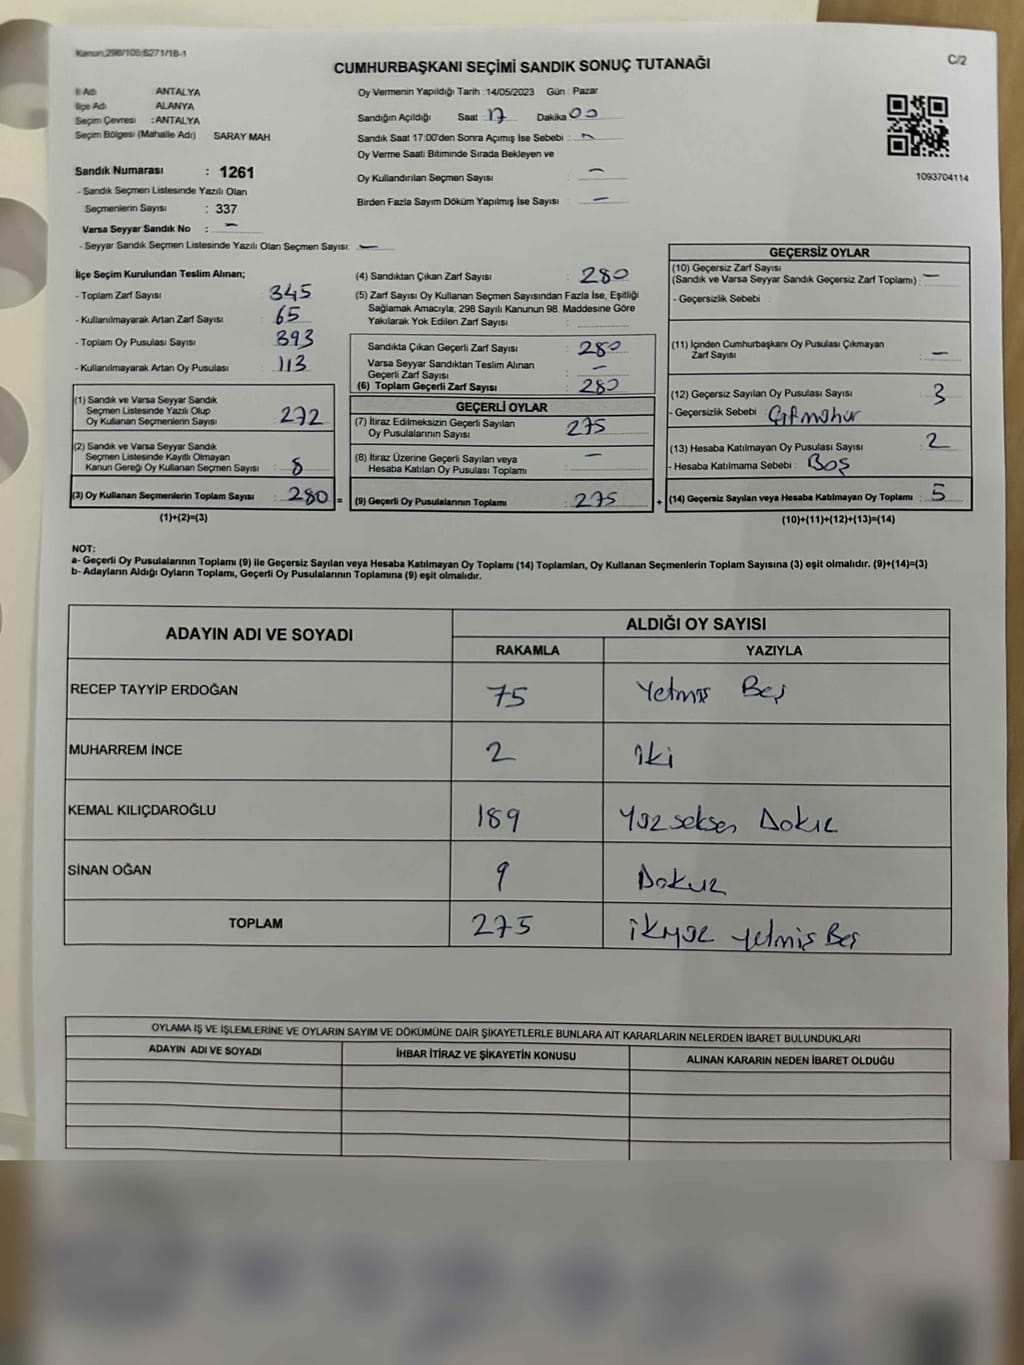 Kanun:298/105;6271/18-1
C/2
CUMHURBAŞKANI SEÇİMİ SANDIK SONUÇ TUTANAĞI
İl Adı ANTALYA
İlçe Adı ALANYA
Seçim Çevresi : ANTALYA
Seçim Bölgesi (Mahalle Adı) SARAY MAH
Sandık Numarası : 1261
- Sandık Seçmen Listesinde Yazılı Olan
Seçmenlerin Sayısı : 337
Varsa Seyyar Sandık No : -
- Seyyar Sandık Seçmen Listesinde Yazılı Olan Seçmen Sayısı: -
Oy Vermenin Yapıldığı Tarih : 14/05/2023 Gün : Pazar
Sandığın Açıldığı Saat : 17 Dakika 00
Sandık Saat 17:00'den Sonra Açımış İse Sebebi : -
Oy Verme Saati Bitiminde Sırada Bekleyen ve
Oy Kullandırılan Seçmen Sayısı : -
Birden Fazla Sayım Döküm Yapılmış İse Sayısı : -
1093704114
İlçe Seçim Kurulundan Teslim Alınan;
- Toplam Zarf Sayısı : 345
- Kullanılmayarak Artan Zarf Sayısı : 65
- Toplam Oy Pusulası Sayısı : 393
- Kullanılmayarak Artan Oy Pusulası : 113
(1) Sandık ve Varsa Seyyar Sandık
Seçmen Listesinde Yazılı Olup
Oy Kullanan Seçmenlerin Sayısı : 272
(2) Sandık ve Varsa Seyyar Sandık
Seçmen Listesinde Kayıtlı Olmayan
Kanun Gereği Oy Kullanan Seçmen Sayısı : 8
(3) Oy Kullanan Seçmenlerin Toplam Sayısı : 280 =
(1)+(2)=(3)
(4) Sandıktan Çıkan Zarf Sayısı : 280
(5) Zarf Sayısı Oy Kullanan Seçmen Sayısından Fazla İse, Eşitliği
Sağlamak Amacıyla, 298 Sayılı Kanunun 98. Maddesine Göre
Yakılarak Yok Edilen Zarf Sayısı :
Sandıkta Çıkan Geçerli Zarf Sayısı : 280
Varsa Seyyar Sandıktan Teslim Alınan
Geçerli Zarf Sayısı : -
(6) Toplam Geçerli Zarf Sayısı : 280
GEÇERLİ OYLAR
(7) İtiraz Edilmeksizin Geçerli Sayılan
Oy Pusulalarının Sayısı : 275
(8) İtiraz Üzerine Geçerli Sayılan veya
Hesaba Katılan Oy Pusulası Toplamı : -
(9) Geçerli Oy Pusulalarının Toplamı : 275 +
GEÇERSİZ OYLAR
(10) Geçersiz Zarf Sayısı
(Sandık ve Varsa Seyyar Sandık Geçersiz Zarf Toplamı) : -
- Geçersizlik Sebebi :
(11) İçinden Cumhurbaşkanı Oy Pusulası Çıkmayan
Zarf Sayısı : -
(12) Geçersiz Sayılan Oy Pusulası Sayısı : 3
- Geçersizlik Sebebi : Çift mühür
(13) Hesaba Katılmayan Oy Pusulası Sayısı : 2
- Hesaba Katılmama Sebebi : Boş
(14) Geçersiz Sayılan veya Hesaba Katılmayan Oy Toplamı : 5
(10)+(11)+(12)+(13)=(14)
NOT:
a- Geçerli Oy Pusulalarının Toplamı (9) ile Geçersiz Sayılan veya Hesaba Katılmayan Oy Toplamı (14) Toplamları, Oy Kullanan Seçmenlerin Toplam Sayısına (3) eşit olmalıdır. (9)+(14)=(3)
b- Adayların Aldığı Oyların Toplamı, Geçerli Oy Pusulalarının Toplamına (9) eşit olmalıdır.
ADAYIN ADI VE SOYADI
ALDIĞI OY SAYISI
RAKAMLA YAZIYLA
RECEP TAYYİP ERDOĞAN 75 Yetmiş Beş
MUHARREM İNCE 2 iki
KEMAL KILIÇDAROĞLU 189 Yüz seksen Dokuz
SİNAN OĞAN 9 Dokuz
TOPLAM 275 ikiyüz yetmiş Beş
OYLAMA İŞ VE İŞLEMLERİNE VE OYLARIN SAYIM VE DÖKÜMÜNE DAİR ŞİKAYETLERLE BUNLARA AİT KARARLARIN NELERDEN İBARET BULUNDUKLARI
ADAYIN ADI VE SOYADI İHBAR İTİRAZ VE ŞİKAYETİN KONUSU ALINAN KARARIN NEDEN İBARET OLDUĞU